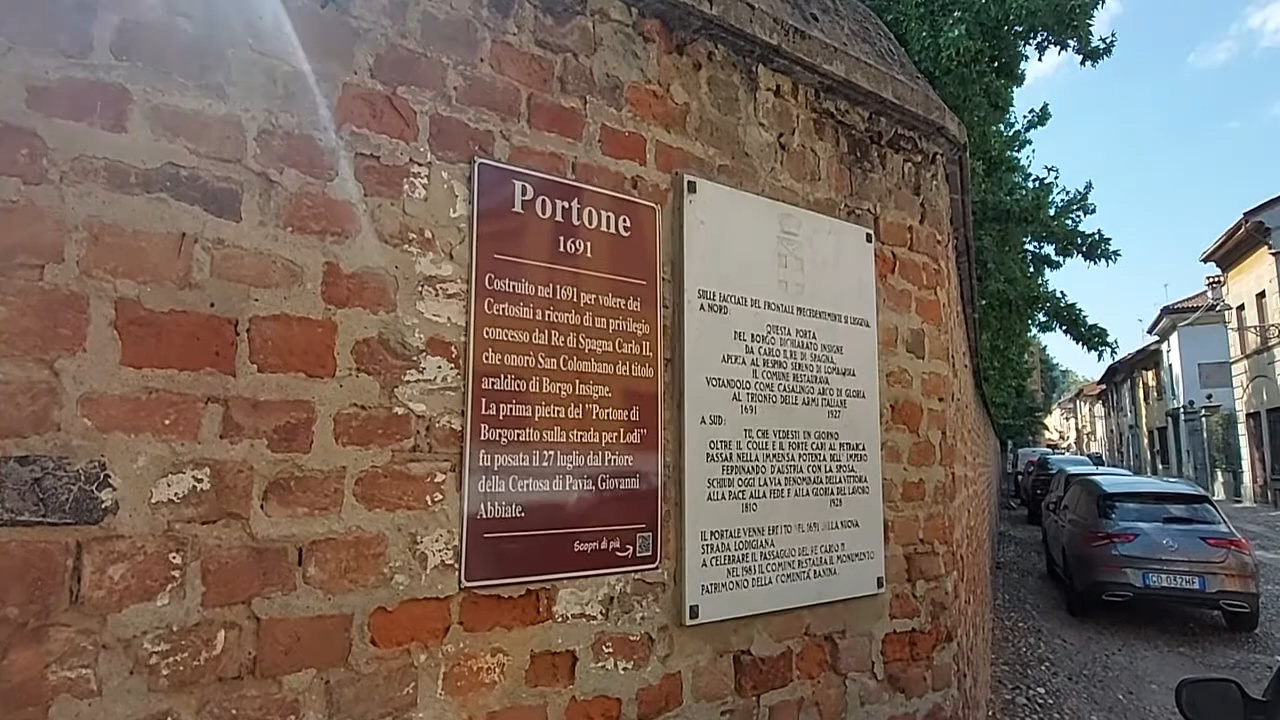 Portone
1691
Costruito nel 1691 per volere dei
Certosini a ricordo di un privilegio
concesso dal Re di Spagna Carlo II,
che onorò San Colombano del titolo
araldico di Borgo Insigne.
La prima pietra del "Portone di
Borgoratto sulla strada per Lodi"
fu posata il 27 luglio dal Priore
della Certosa di Pavia, Giovanni
Abbiate.
Scopri di più
SULLE FACCIATE DEL FRONTALE PRECEDENTEMENTE SI LEGGEVA:
A NORD:
QUESTA PORTA
DEL BORGO DICHIARATO INSIGNE
DA CARLO II, RE DI SPAGNA,
APERTA AL RESPIRO SERENO DI LOMBARDIA
IL COMUNE RESTAURAVA
VOTANDOLO COME CASALINGO ARCO DI GLORIA
AL TRIONFO DELLE ARMI ITALIANE
1691 1927
A SUD:
TU, CHE VEDESTI UN GIORNO
OLTRE IL COLLE E IL FORTE CARI AL PETRARCA
PASSAR NELLA IMMENSA POTENZA DELL'IMPERO
FERDINANDO D'AUSTRIA CON LA SPOSA,
SCHIUDI OGGI LA VIA DENOMINATA DELLA VITTORIA
ALLA PACE ALLA FEDE E ALLA GLORIA DEL LAVORO
1810 1928
IL PORTALE VENNE ERETTO NEL 1691 SULLA NUOVA
STRADA LODIGIANA
A CELEBRARE IL PASSAGGIO DEL RE CARLO II.
NEL 1983 IL COMUNE RESTAURA IL MONUMENTO
PATRIMONIO DELLA COMUNITÀ BANINA.
GD 032HF